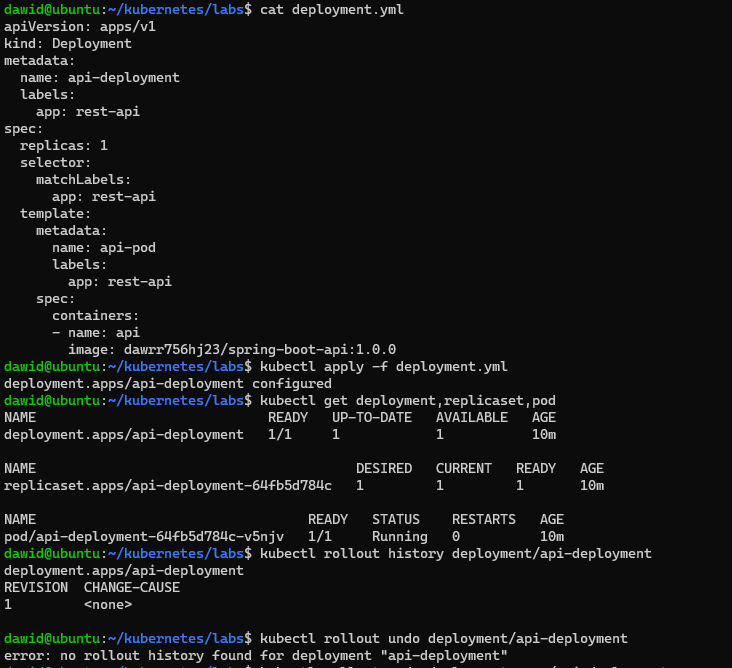 dawid@ubuntu:~/kubernetes/labs$ cat deployment.yml
apiVersion: apps/v1
kind: Deployment
metadata:
  name: api-deployment
  labels:
    app: rest-api
spec:
  replicas: 1
  selector:
    matchLabels:
      app: rest-api
  template:
    metadata:
      name: api-pod
      labels:
        app: rest-api
    spec:
      containers:
      - name: api
        image: dawrr756hj23/spring-boot-api:1.0.0
dawid@ubuntu:~/kubernetes/labs$ kubectl apply -f deployment.yml
deployment.apps/api-deployment configured
dawid@ubuntu:~/kubernetes/labs$ kubectl get deployment,replicaset,pod
NAME                             READY   UP-TO-DATE   AVAILABLE   AGE
deployment.apps/api-deployment   1/1     1            1           10m

NAME                                        DESIRED   CURRENT   READY   AGE
replicaset.apps/api-deployment-64fb5d784c   1         1         1       10m

NAME                                  READY   STATUS    RESTARTS   AGE
pod/api-deployment-64fb5d784c-v5njv   1/1     Running   0          10m
dawid@ubuntu:~/kubernetes/labs$ kubectl rollout history deployment/api-deployment
deployment.apps/api-deployment
REVISION  CHANGE-CAUSE
1         <none>

dawid@ubuntu:~/kubernetes/labs$ kubectl rollout undo deployment/api-deployment
error: no rollout history found for deployment "api-deployment"